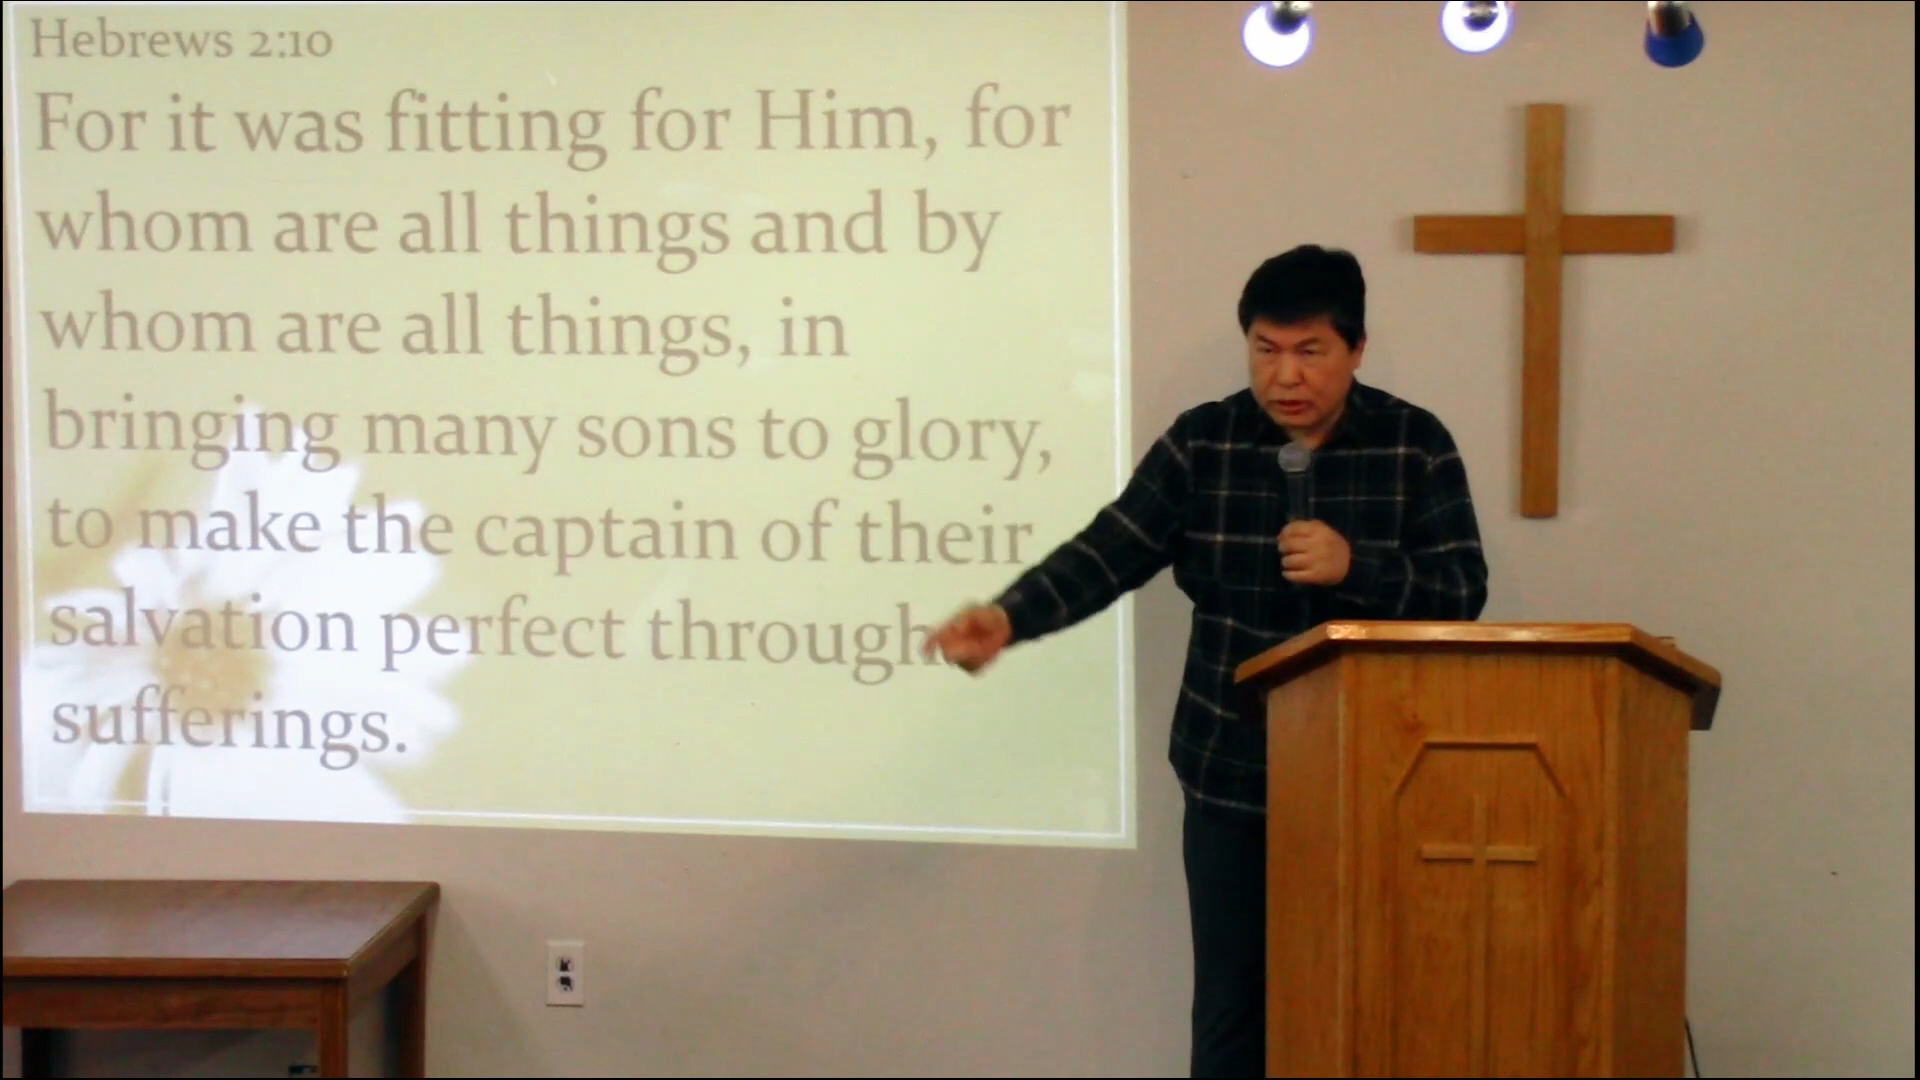 Hebrews 2:10
For it was fitting for Him, for
whom are all things and by
whom are all things, in
bringing many sons to glory,
to make the captain of their
salvation perfect through
sufferings.